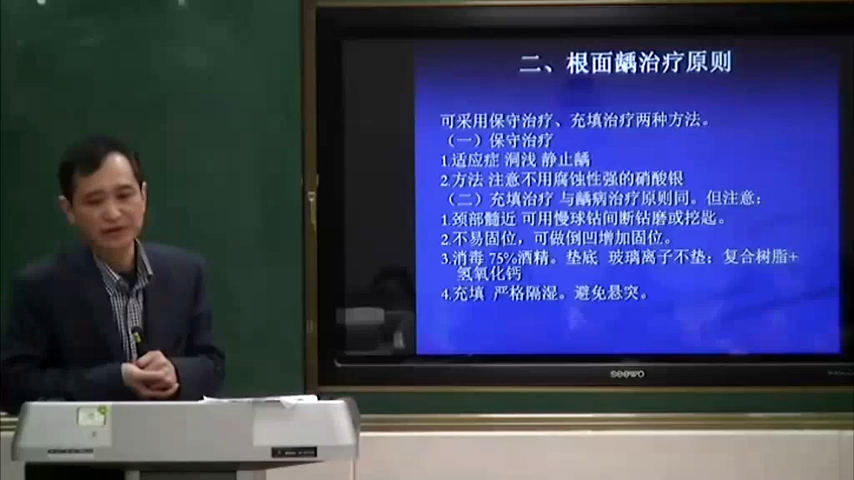 二、根面龋治疗原则
可采用保守治疗、充填治疗两种方法。
（一）保守治疗
1.适应症 洞浅 静止龋
2.方法 注意不用腐蚀性强的硝酸银
（二）充填治疗 与龋病治疗原则同。但注意：
1.颈部髓近 可用慢球钻间断钻磨或挖匙。
2.不易固位，可做倒凹增加固位。
3.消毒 75%酒精。垫底 玻璃离子不垫；复合树脂+
氢氧化钙
4.充填 严格隔湿。避免悬突。
seewo